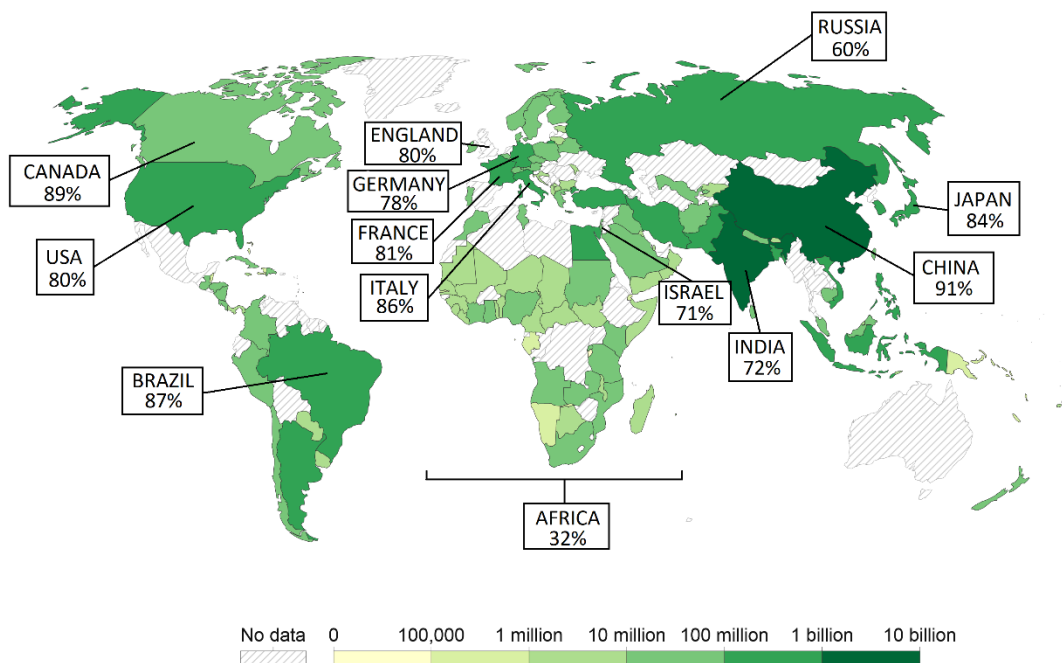 RUSSIA
60%
ENGLAND
80%
CANADA
89%
GERMANY
78%
JAPAN
84%
FRANCE
81%
USA
80%
CHINA
91%
ITALY
86%
ISRAEL
71%
INDIA
72%
BRAZIL
87%
AFRICA
32%
No data 0 100,000 1 million 10 million 100 million 1 billion 10 billion